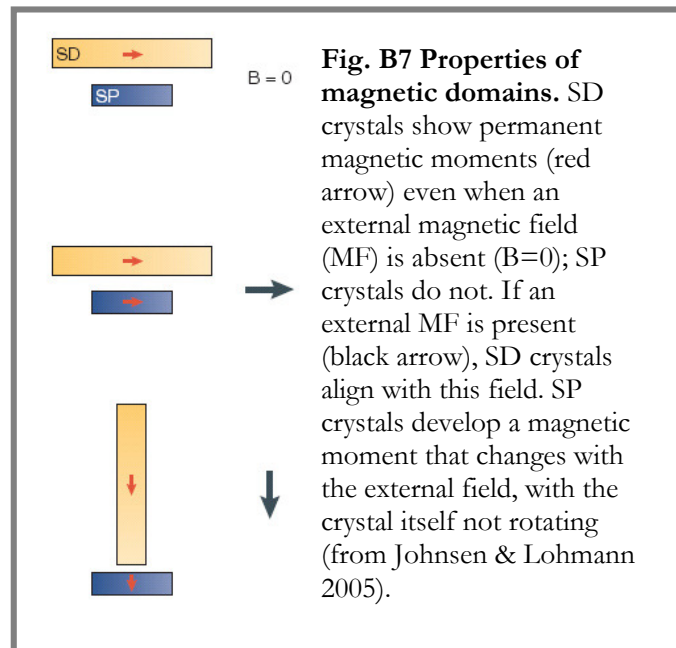 SD
SP
B = 0
Fig. B7 Properties of
magnetic domains. SD
crystals show permanent
magnetic moments (red
arrow) even when an
external magnetic field
(MF) is absent (B=0); SP
crystals do not. If an
external MF is present
(black arrow), SD crystals
align with this field. SP
crystals develop a magnetic
moment that changes with
the external field, with the
crystal itself not rotating
(from Johnsen & Lohmann
2005).